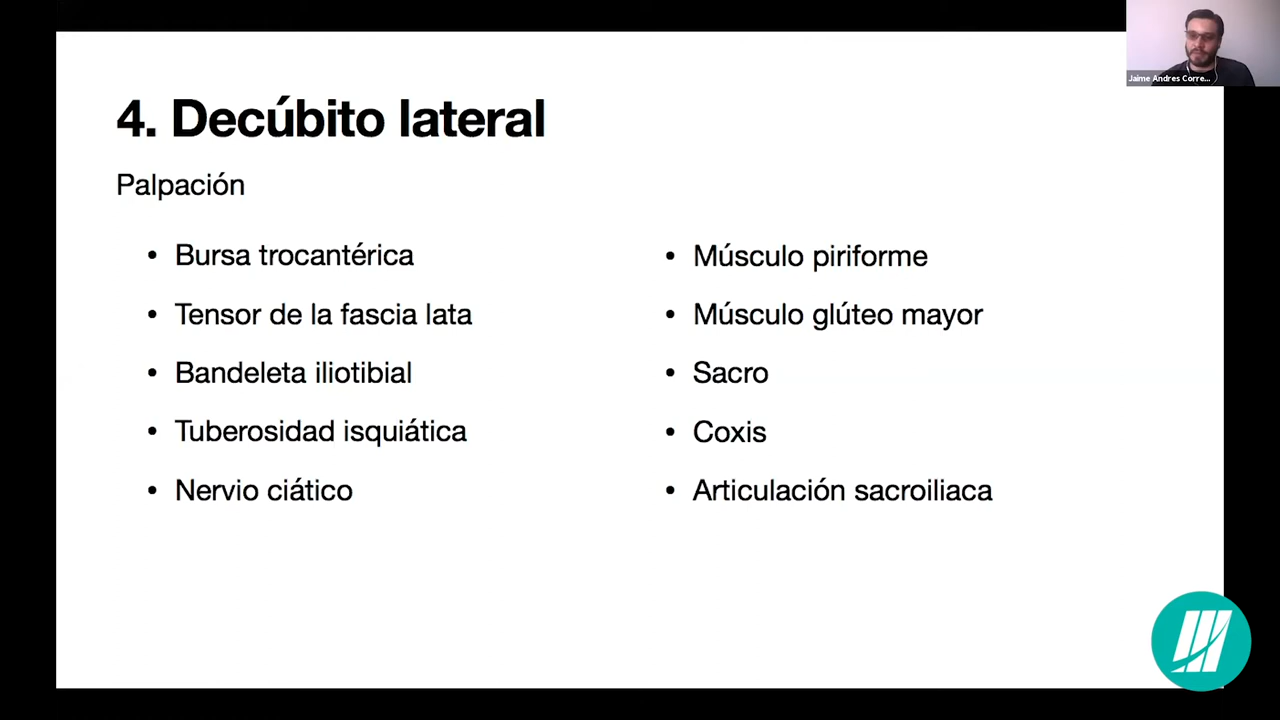 Jaime Andres Corre...
4. Decúbito lateral
Palpación
• Bursa trocantérica
• Tensor de la fascia lata
• Bandeleta iliotibial
• Tuberosidad isquiática
• Nervio ciático
• Músculo piriforme
• Músculo glúteo mayor
• Sacro
• Coxis
• Articulación sacroiliaca